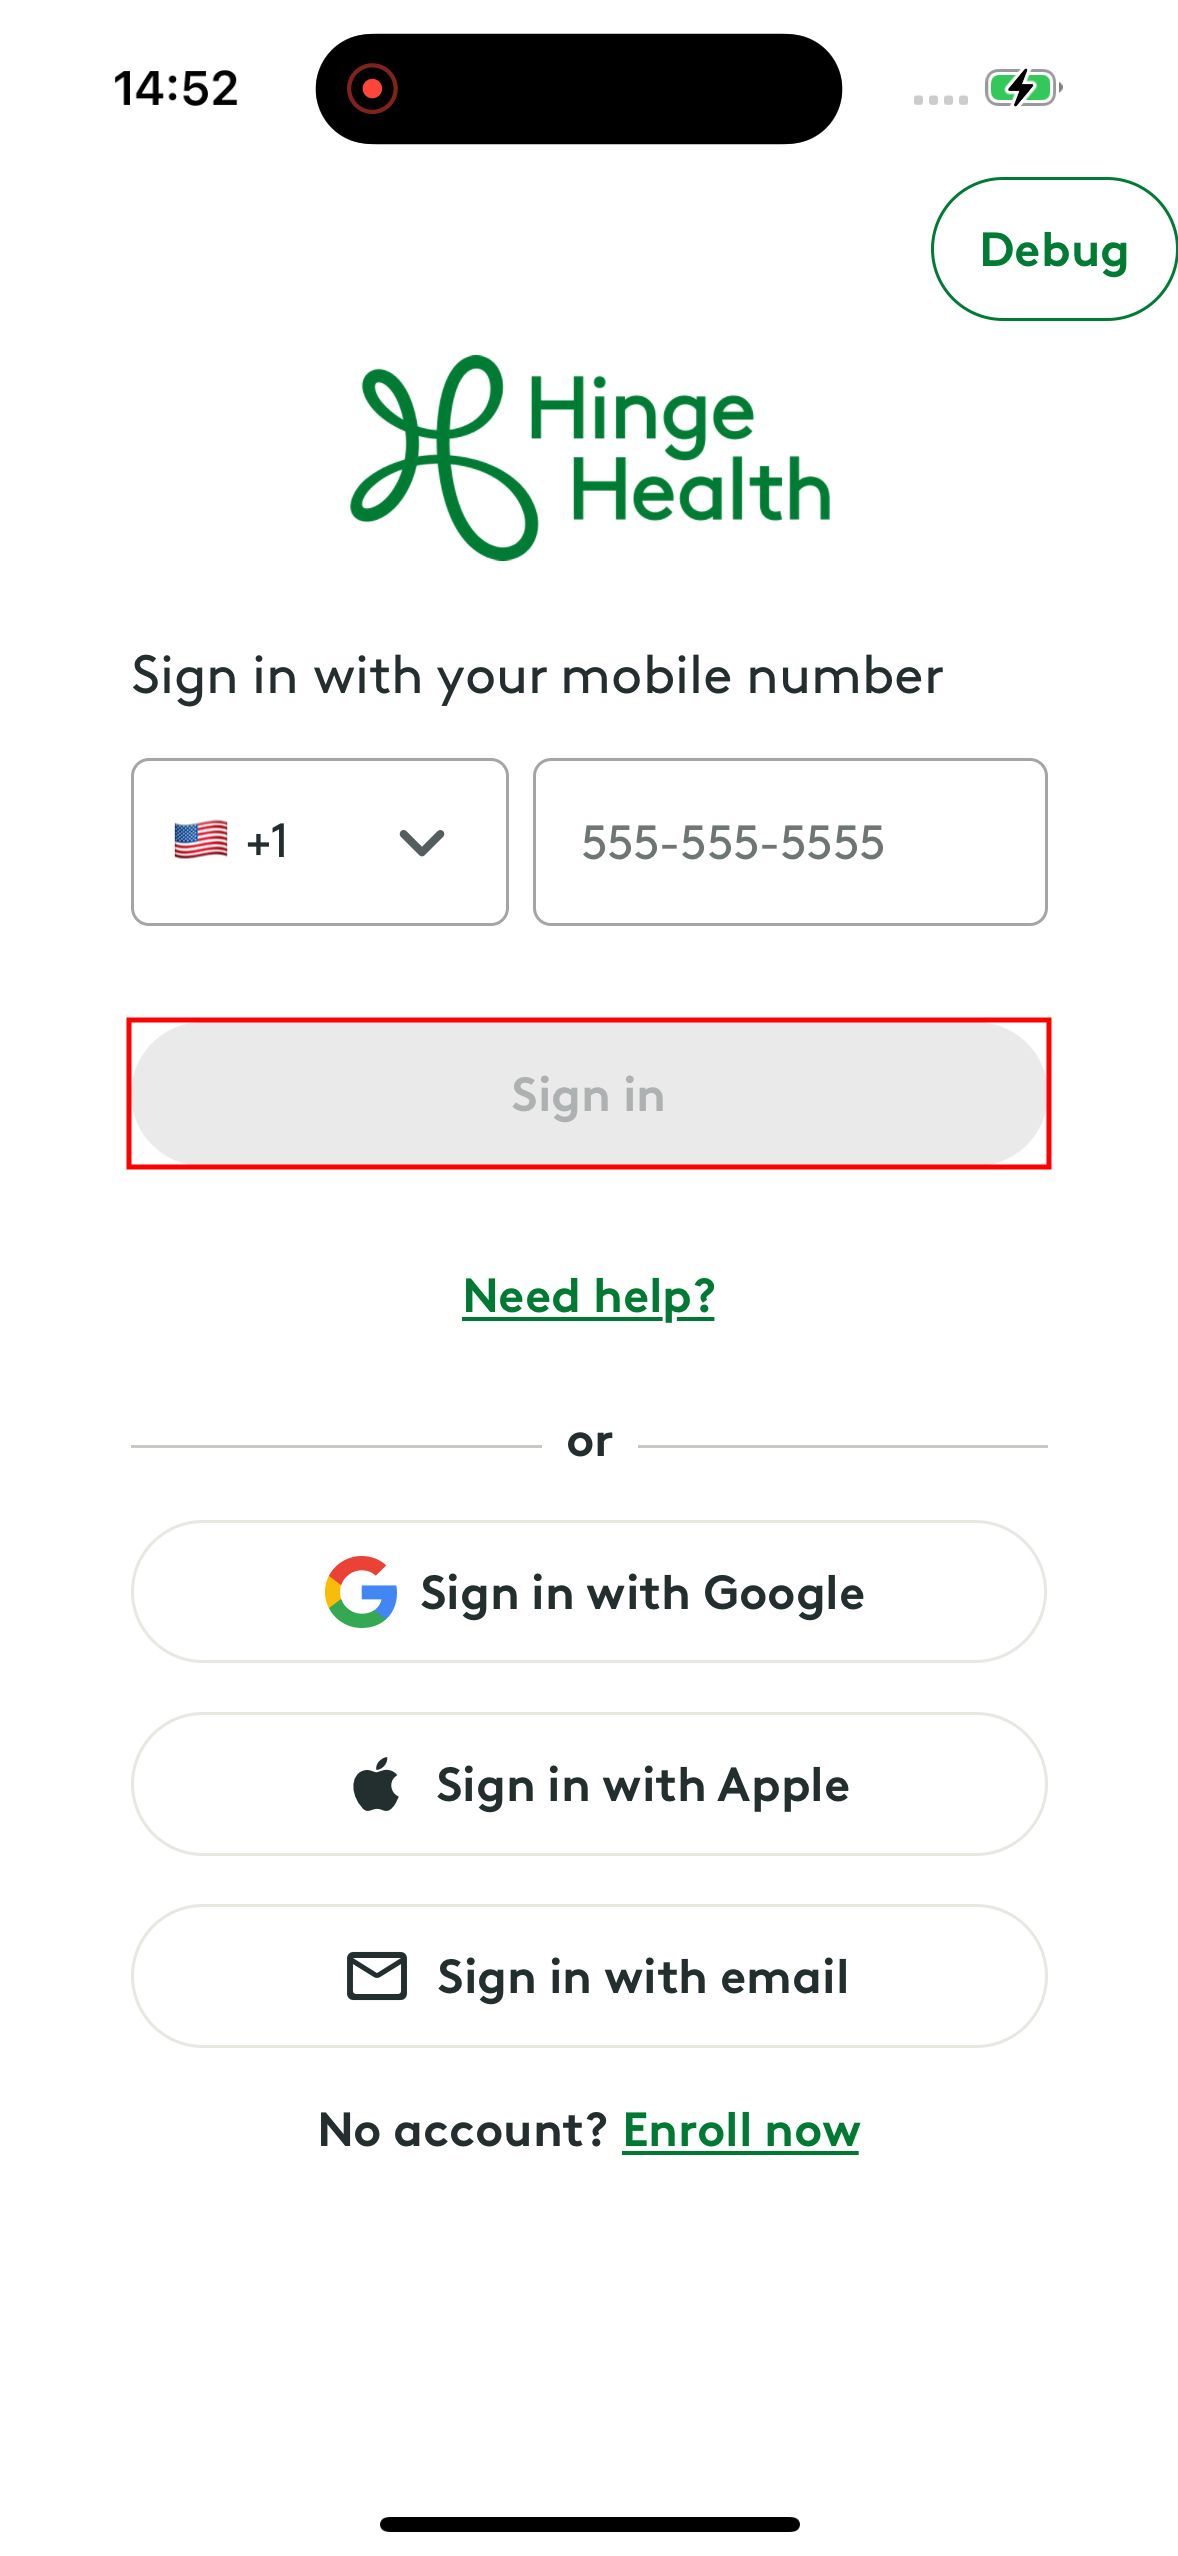 14:52
Debug
Hinge
Health
Sign in with your mobile number
+1
555-555-5555
Sign in
Need help?
or
Sign in with Google
Sign in with Apple
Sign in with email
No account? Enroll now